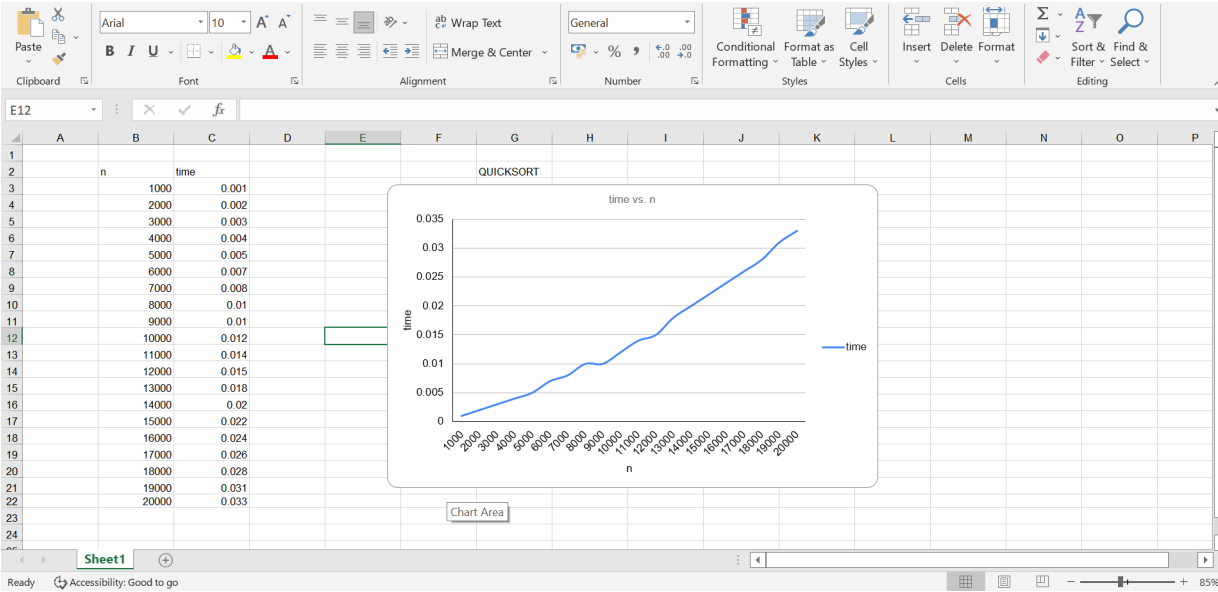 Arial 10 Wrap Text General
Paste B I U Merge & Center % Conditional Formatting Format as Table Cell Styles Insert Delete Format Sort & Filter Find & Select
Clipboard Font Alignment Number Styles Cells Editing
E12 fx
A B C D E F G H I J K L M N O P
1
2 n time QUICKSORT
3 1000 0.001
4 2000 0.002
5 3000 0.003
6 4000 0.004
7 5000 0.005
8 6000 0.007
9 7000 0.008
10 8000 0.01
11 9000 0.01
12 10000 0.012
13 11000 0.014
14 12000 0.015
15 13000 0.018
16 14000 0.02
17 15000 0.022
18 16000 0.024
19 17000 0.026
20 18000 0.028
21 19000 0.031
22 20000 0.033
23
24
time vs. n
0.035
0.03
0.025
0.02
0.015
0.01
0.005
0
time
1000 2000 3000 4000 5000 6000 7000 8000 9000 10000 11000 12000 13000 14000 15000 16000 17000 18000 19000 20000
n
time
Chart Area
Sheet1
Ready Accessibility: Good to go 85%